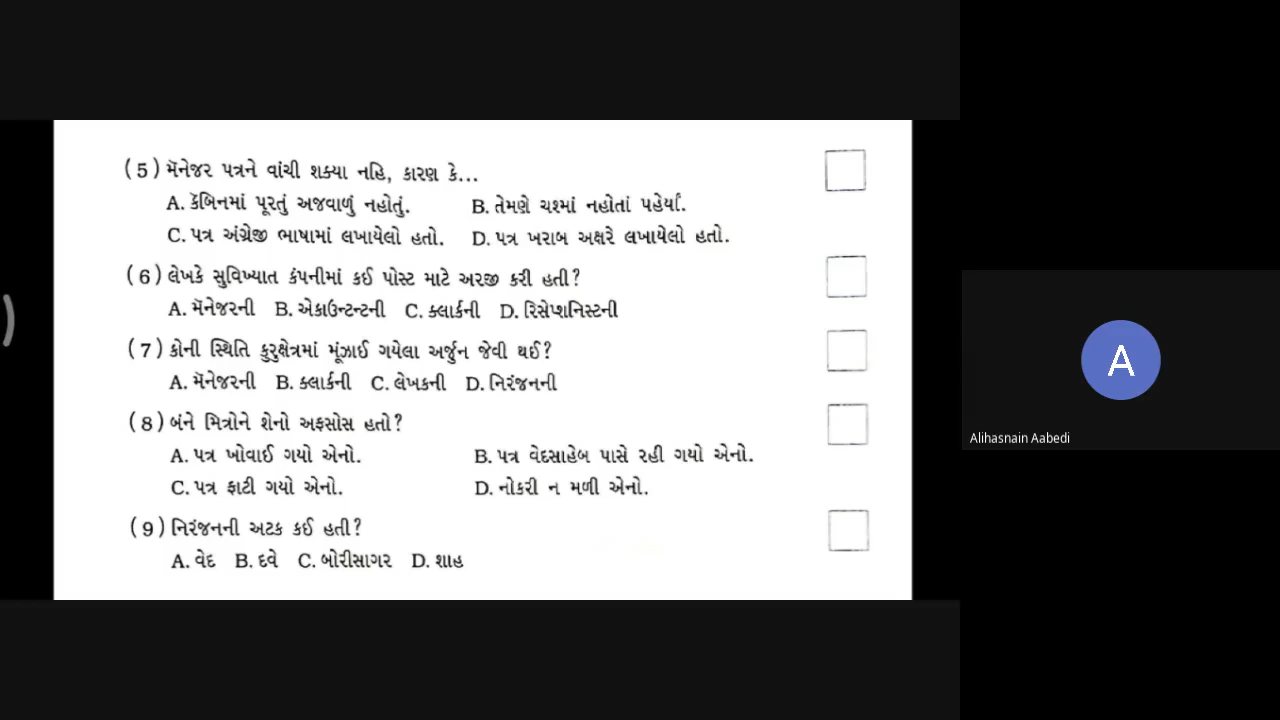 (5) મૅનેજર પત્રને વાંચી શક્યા નહિ, કારણ કે...
A. કૅબિનમાં પૂરતું અજવાળું નહોતું. B. તેમણે ચશ્માં નહોતાં પહેર્યાં.
C. પત્ર અંગ્રેજી ભાષામાં લખાયેલો હતો. D. પત્ર ખરાબ અક્ષરે લખાયેલો હતો.
(6) લેખકે સુવિખ્યાત કંપનીમાં કઈ પોસ્ટ માટે અરજી કરી હતી?
A. મૅનેજરની B. એકાઉન્ટન્ટની C. ક્લાર્કની D. રિસેપ્શનિસ્ટની
(7) કોની સ્થિતિ કુરુક્ષેત્રમાં મૂંઝાઈ ગયેલા અર્જુન જેવી થઈ?
A. મૅનેજરની B. ક્લાર્કની C. લેખકની D. નિરંજનની
(8) બંને મિત્રોને શેનો અફસોસ હતો?
A. પત્ર ખોવાઈ ગયો એનો. B. પત્ર વેદસાહેબ પાસે રહી ગયો એનો.
C. પત્ર ફાટી ગયો એનો. D. નોકરી ન મળી એનો.
(9) નિરંજનની અટક કઈ હતી?
A. વેદ B. દવે C. બોરીસાગર D. શાહ
A
Alihasnain Aabedi